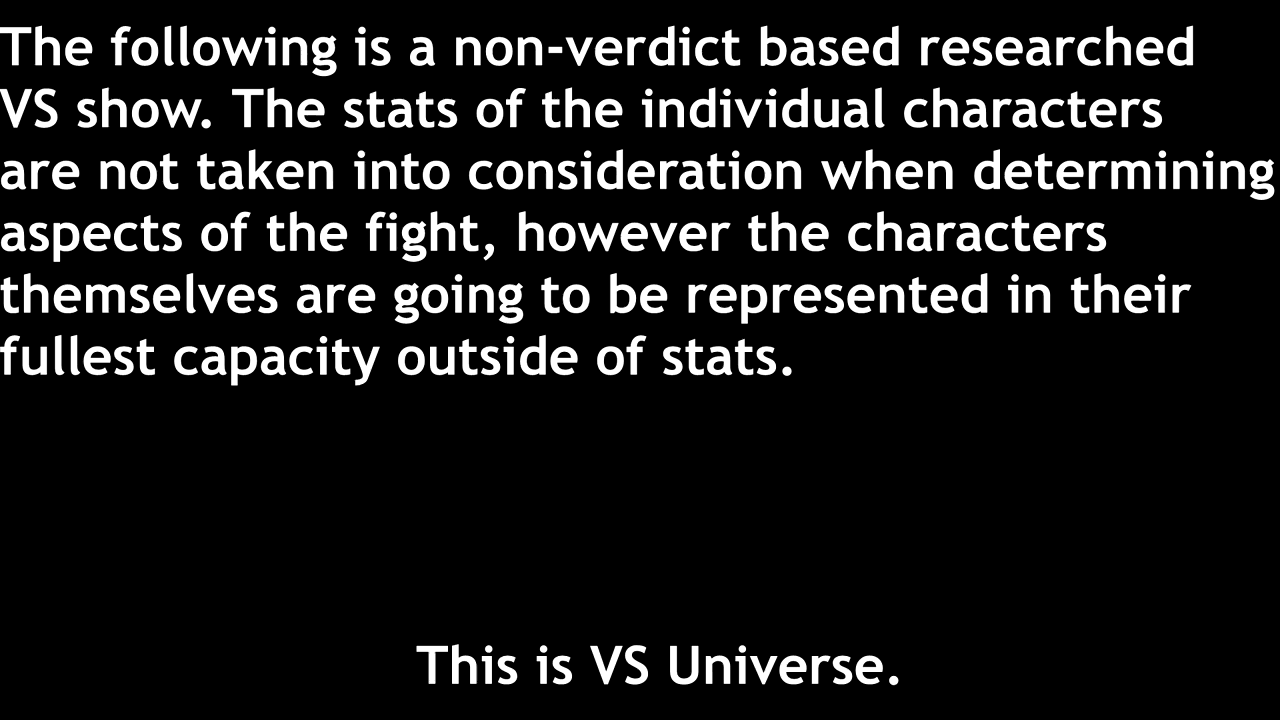 The following is a non-verdict based researched
VS show. The stats of the individual characters
are not taken into consideration when determining
aspects of the fight, however the characters
themselves are going to be represented in their
fullest capacity outside of stats.
This is VS Universe.